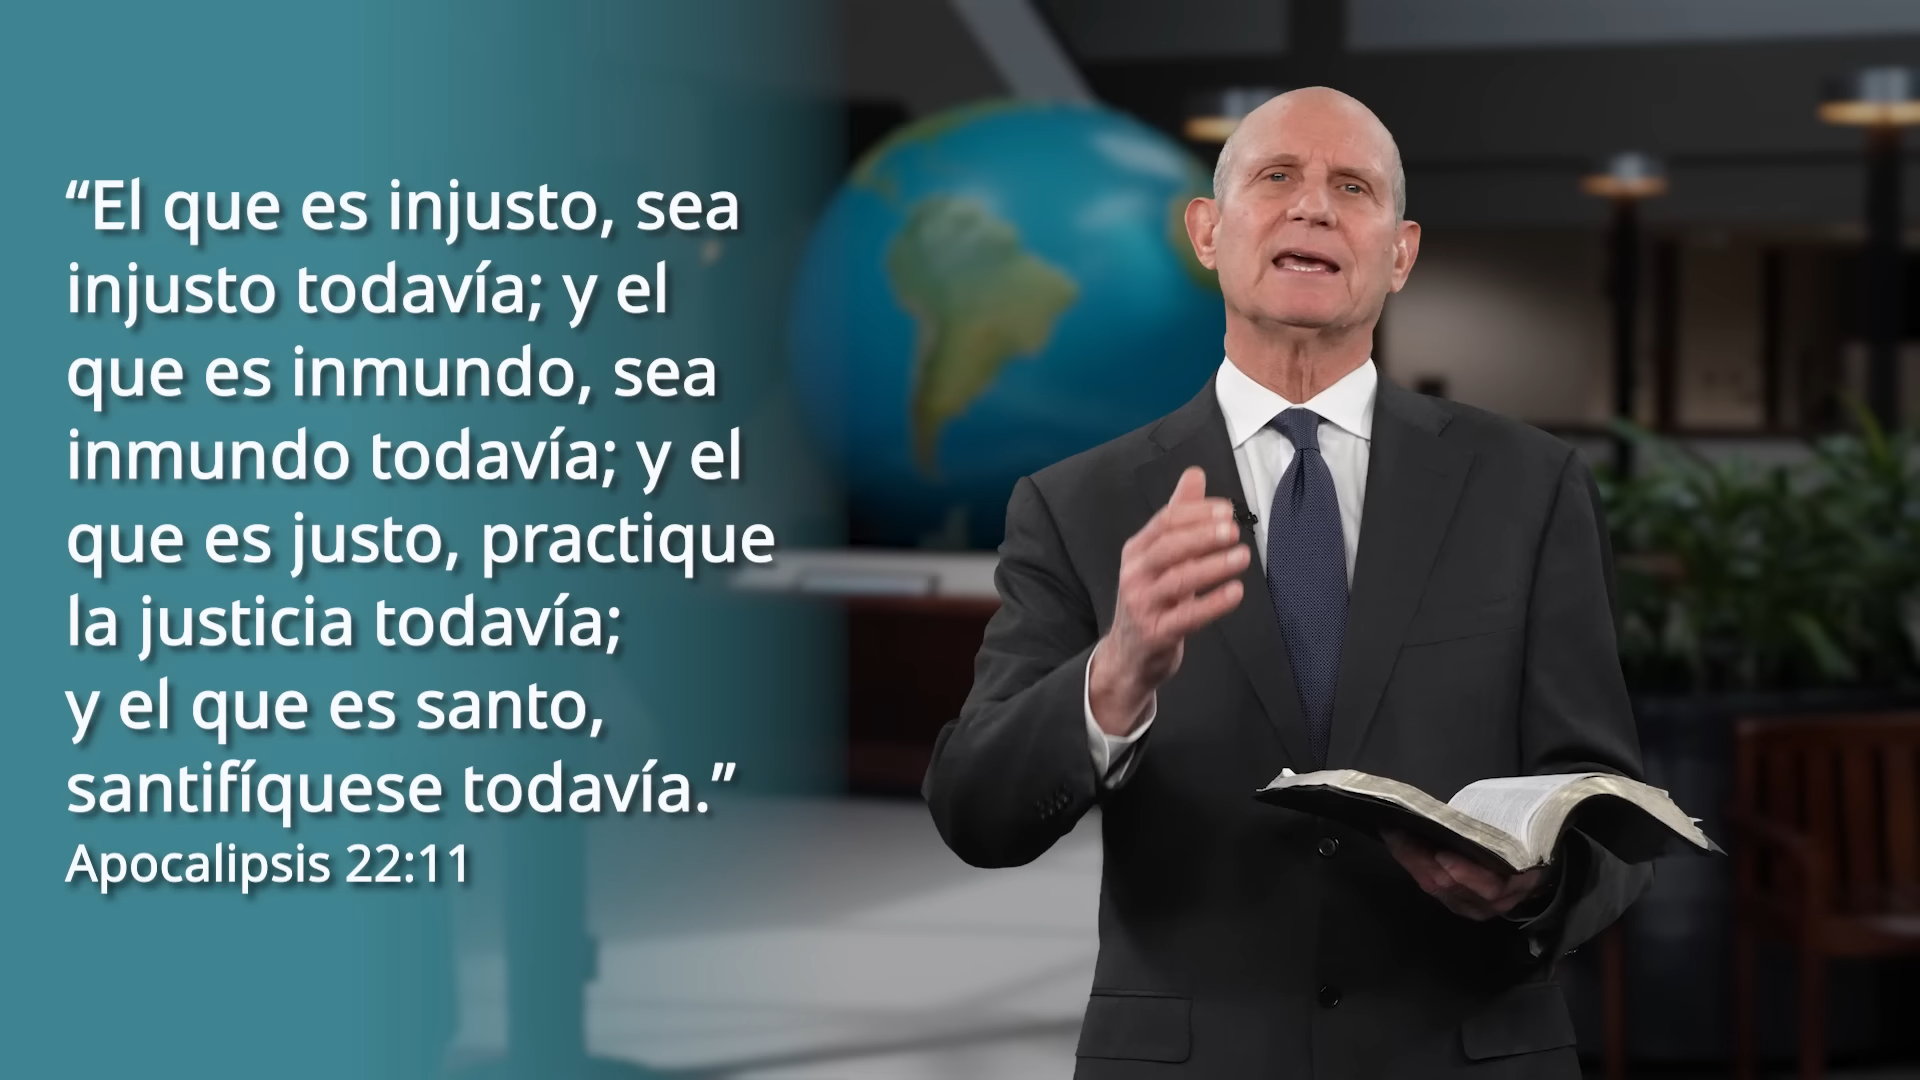 “El que es injusto, sea
injusto todavía; y el
que es inmundo, sea
inmundo todavía; y el
que es justo, practique
la justicia todavía;
y el que es santo,
santifíquese todavía.”
Apocalipsis 22:11